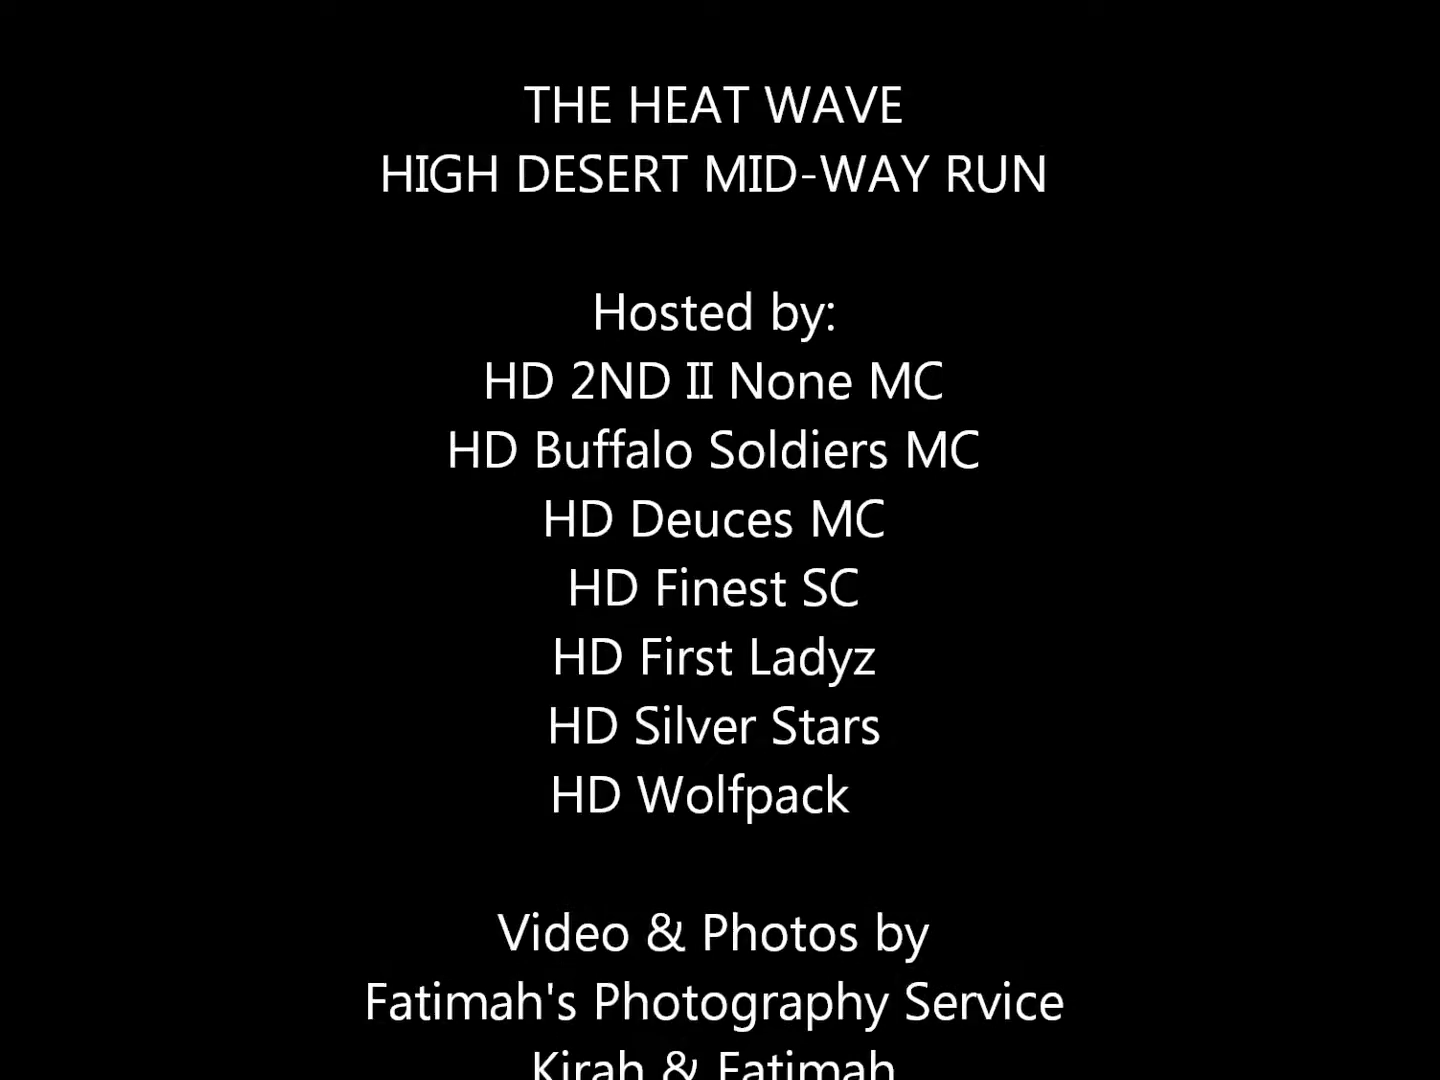 THE HEAT WAVE
HIGH DESERT MID-WAY RUN
Hosted by:
HD 2ND II None MC
HD Buffalo Soldiers MC
HD Deuces MC
HD Finest SC
HD First Ladyz
HD Silver Stars
HD Wolfpack
Video & Photos by
Fatimah's Photography Service
Kirah & Fatimah